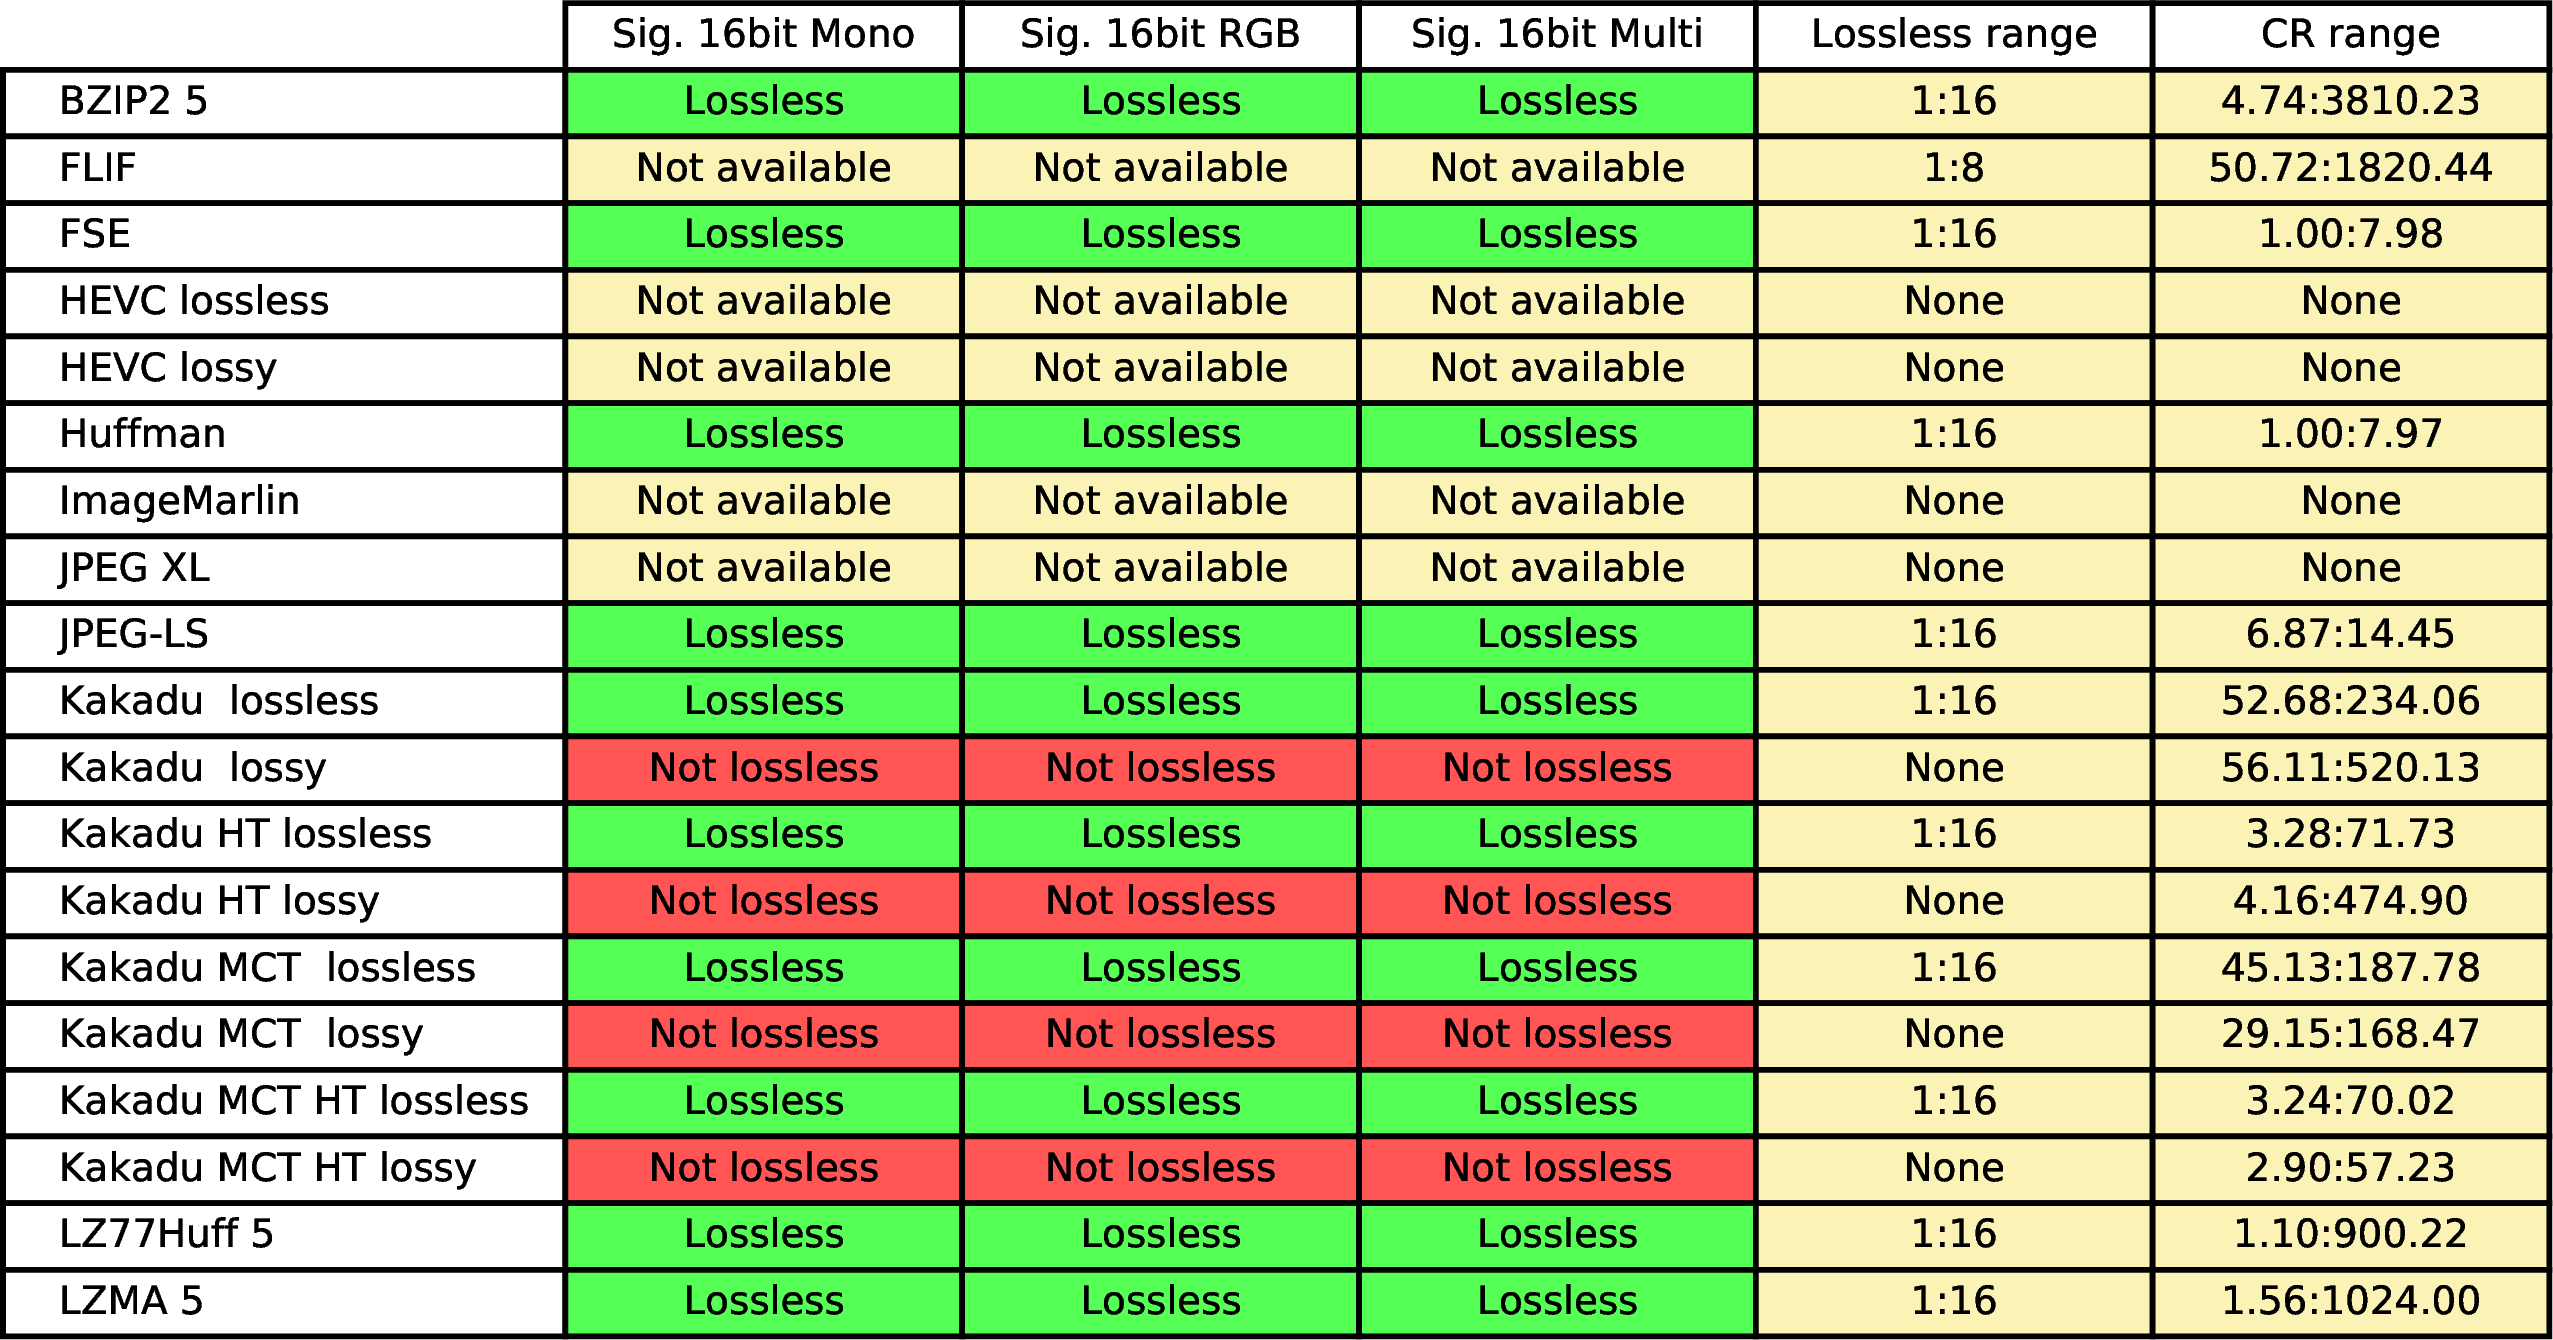 Sig. 16bit Mono Sig. 16bit RGB Sig. 16bit Multi Lossless range CR range
BZIP2 5 Lossless Lossless Lossless 1:16 4.74:3810.23
FLIF Not available Not available Not available 1:8 50.72:1820.44
FSE Lossless Lossless Lossless 1:16 1.00:7.98
HEVC lossless Not available Not available Not available None None
HEVC lossy Not available Not available Not available None None
Huffman Lossless Lossless Lossless 1:16 1.00:7.97
ImageMarlin Not available Not available Not available None None
JPEG XL Not available Not available Not available None None
JPEG-LS Lossless Lossless Lossless 1:16 6.87:14.45
Kakadu  lossless Lossless Lossless Lossless 1:16 52.68:234.06
Kakadu  lossy Not lossless Not lossless Not lossless None 56.11:520.13
Kakadu HT lossless Lossless Lossless Lossless 1:16 3.28:71.73
Kakadu HT lossy Not lossless Not lossless Not lossless None 4.16:474.90
Kakadu MCT  lossless Lossless Lossless Lossless 1:16 45.13:187.78
Kakadu MCT  lossy Not lossless Not lossless Not lossless None 29.15:168.47
Kakadu MCT HT lossless Lossless Lossless Lossless 1:16 3.24:70.02
Kakadu MCT HT lossy Not lossless Not lossless Not lossless None 2.90:57.23
LZ77Huff 5 Lossless Lossless Lossless 1:16 1.10:900.22
LZMA 5 Lossless Lossless Lossless 1:16 1.56:1024.00